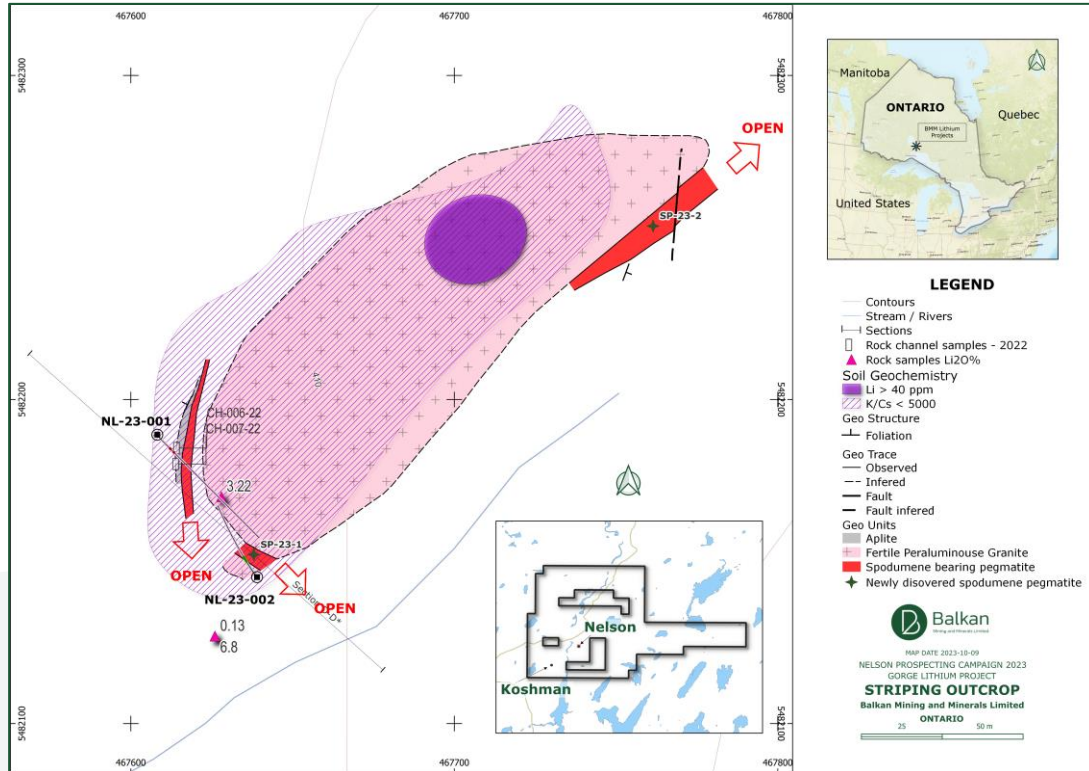 467600
467700
467800
5482300
5482300
OPEN
SP-23-2
5482200
5482200
410
CH-006-22
CH-007-22
NL-23-001
3.22
SP-23-1
OPEN
NL-23-002
OPEN
0.13
6.8
Nelson
Koshman
5482100
5482100
467600
467700
467800
Manitoba
ONTARIO
Quebec
BMM Lithium
Projects
United States
LEGEND
Contours
Stream / Rivers
Sections
Rock channel samples - 2022
Rock samples Li2O%
Soil Geochemistry
Li > 40 ppm
K/Cs < 5000
Geo Structure
Foliation
Geo Trace
Observed
Infered
Fault
Fault infered
Geo Units
Aplite
Fertile Peraluminouse Granite
Spodumene bearing pegmatite
Newly disovered spodumene pegmatite
Balkan
Mining and Minerals Limited
MAP DATE 2023-10-09
NELSON PROSPECTING CAMPAIGN 2023
GORGE LITHIUM PROJECT
STRIPING OUTCROP
Balkan Mining and Minerals Limited
ONTARIO
25 50 m